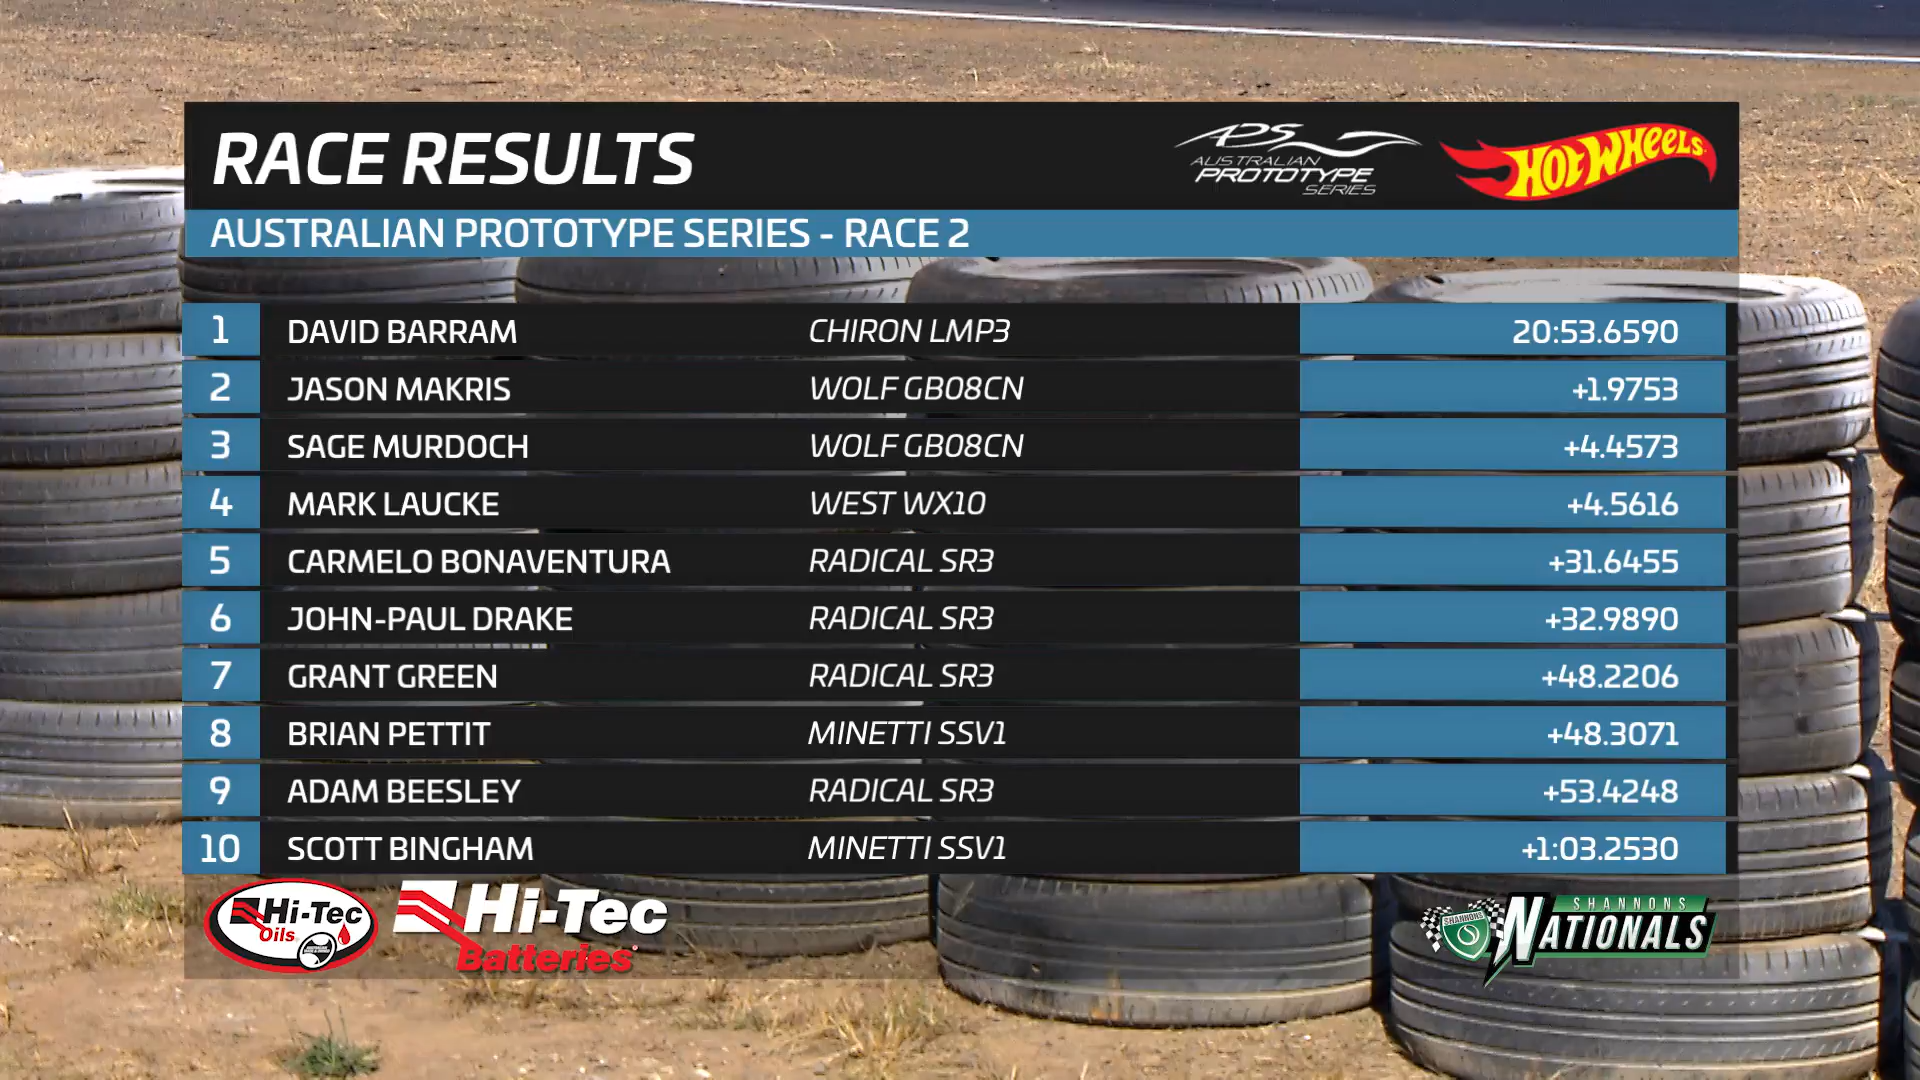 RACE RESULTS
APS
AUSTRALIAN
PROTOTYPE
SERIES
HOT WHEELS
AUSTRALIAN PROTOTYPE SERIES - RACE 2
1 DAVID BARRAM CHIRON LMP3 20:53.6590
2 JASON MAKRIS WOLF GB08CN +1.9753
3 SAGE MURDOCH WOLF GB08CN +4.4573
4 MARK LAUCKE WEST WX10 +4.5616
5 CARMELO BONAVENTURA RADICAL SR3 +31.6455
6 JOHN-PAUL DRAKE RADICAL SR3 +32.9890
7 GRANT GREEN RADICAL SR3 +48.2206
8 BRIAN PETTIT MINETTI SSV1 +48.3071
9 ADAM BEESLEY RADICAL SR3 +53.4248
10 SCOTT BINGHAM MINETTI SSV1 +1:03.2530
Hi-Tec
Oils
Hi-Tec
Batteries
SHANNONS
SHANNONS
NATIONALS